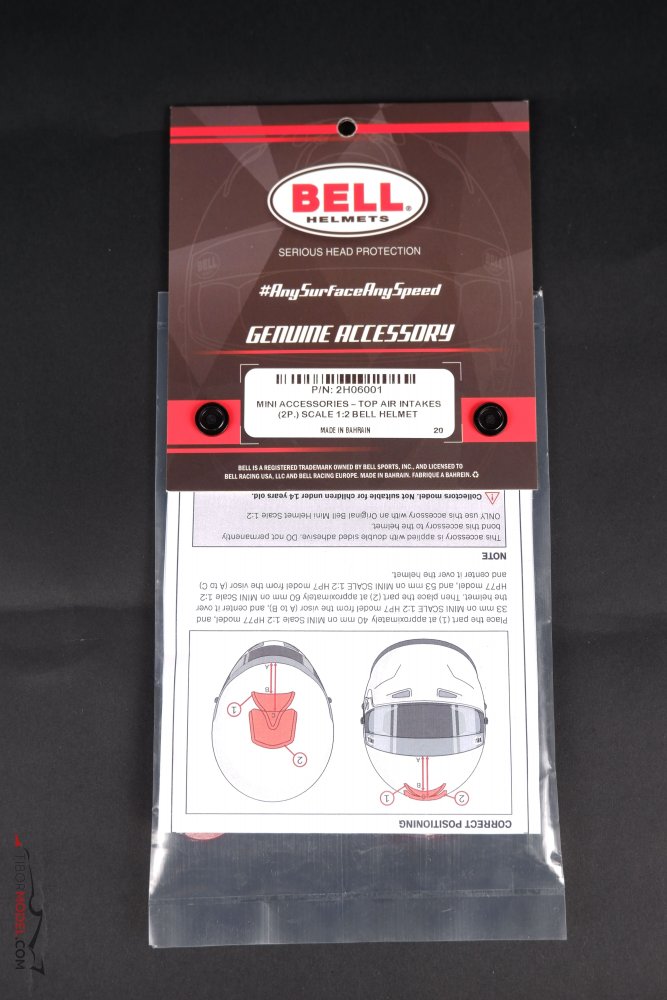 BELL®
HELMETS
SERIOUS HEAD PROTECTION
#AnySurfaceAnySpeed
GENUINE ACCESSORY
P/N: 2H06001
MINI ACCESSORIES – TOP AIR INTAKES
(2P.) SCALE 1:2 BELL HELMET
MADE IN BAHRAIN 20
BELL IS A REGISTERED TRADEMARK OWNED BY BELL SPORTS, INC., AND LICENSED TO
BELL RACING USA, LLC AND BELL RACING EUROPE. MADE IN BAHRAIN. FABRIQUE A BAHREIN.
CORRECT POSITIONING
1
2
A
B
C
2
1
A
B
Place the part (1) at approximately 40 mm on MINI Scale 1:2 HP77 model, and
33 mm on MINI SCALE 1:2 HP7 model from the visor (A to B), and center it over
the helmet. Then place the part (2) at approximately 60 mm on MINI Scale 1:2
HP77 model, and 53 mm on MINI SCALE 1:2 HP7 model from the visor (A to C)
and center it over the helmet.
NOTE
This accessory is applied with double sided adhesive. DO not permanently
bond this accessory to the helmet.
ONLY use this accessory with an Original Bell Mini Helmet Scale 1:2
Collectors model. Not suitable for children under 14 years old.
BELL
TIBORMODEL.COM